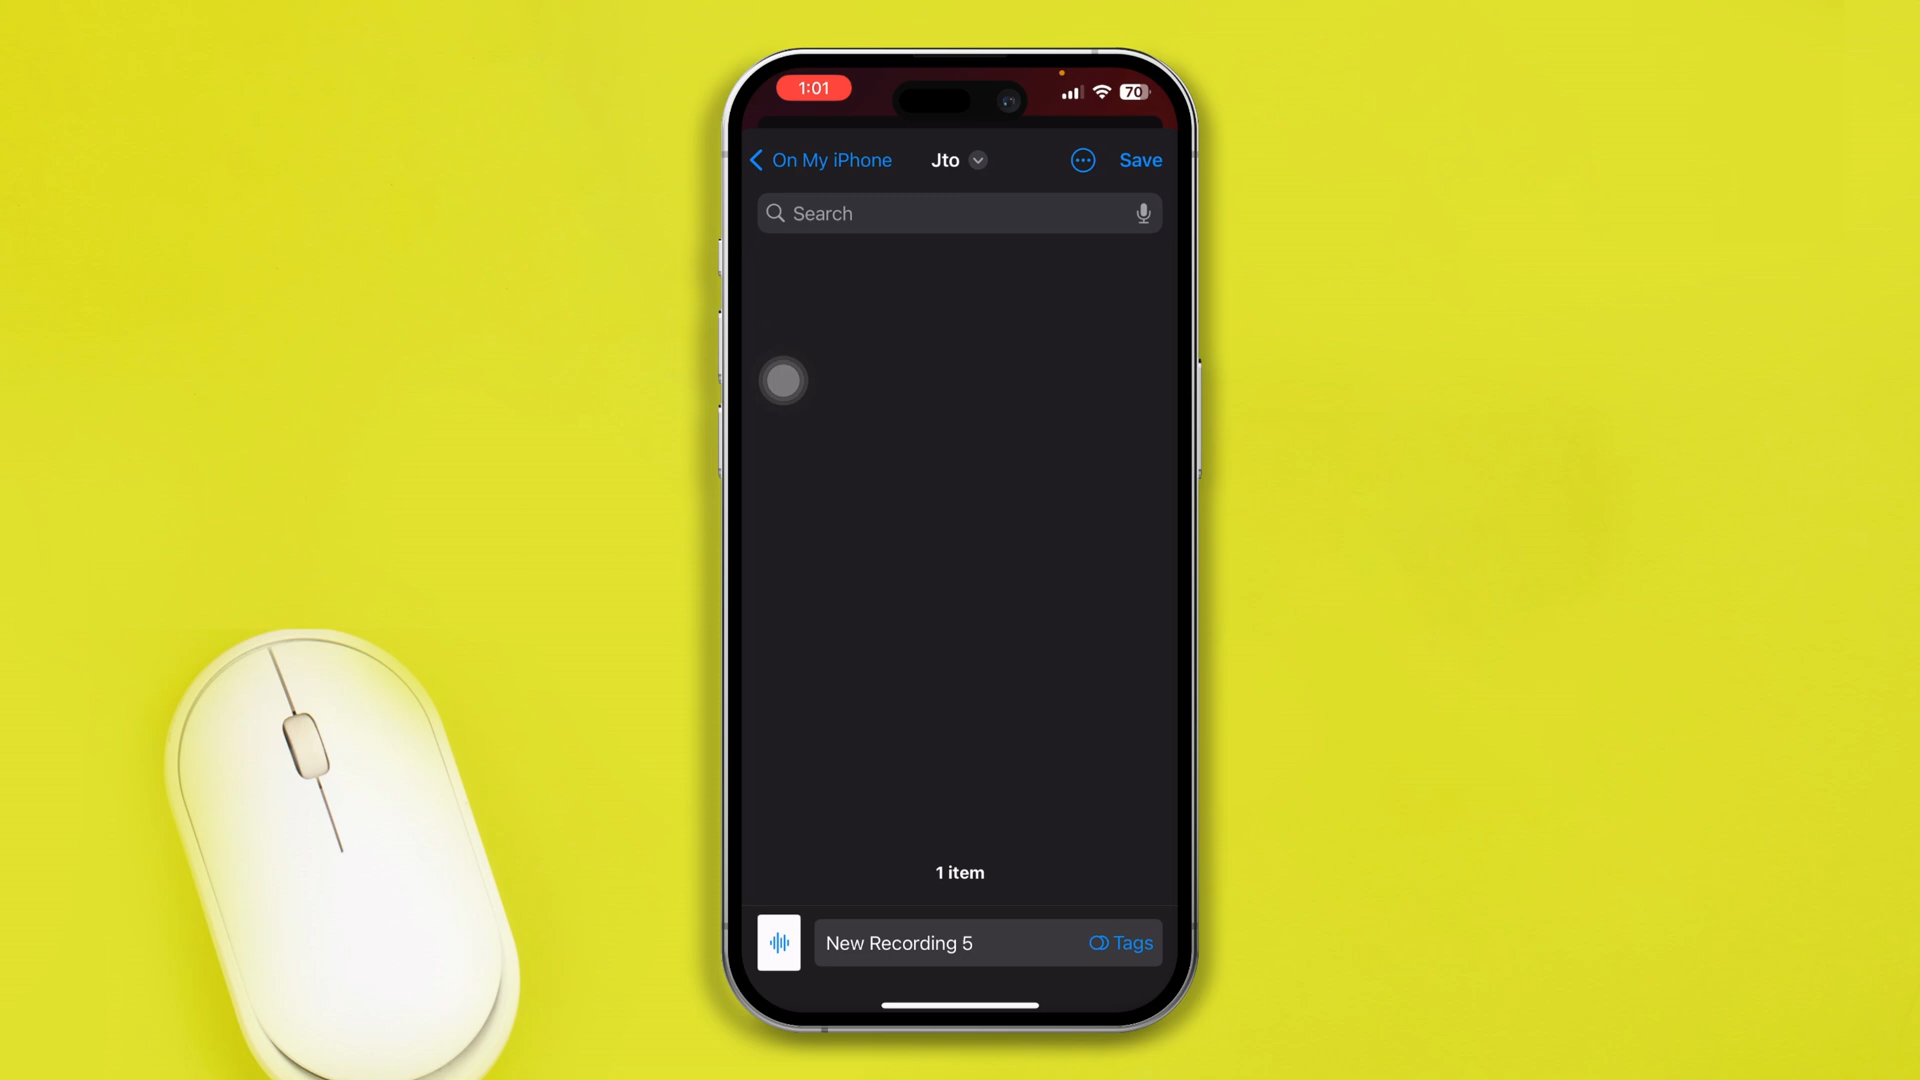 1:01
70
On My iPhone
Jto
Save
Search
1 item
New Recording 5
Tags